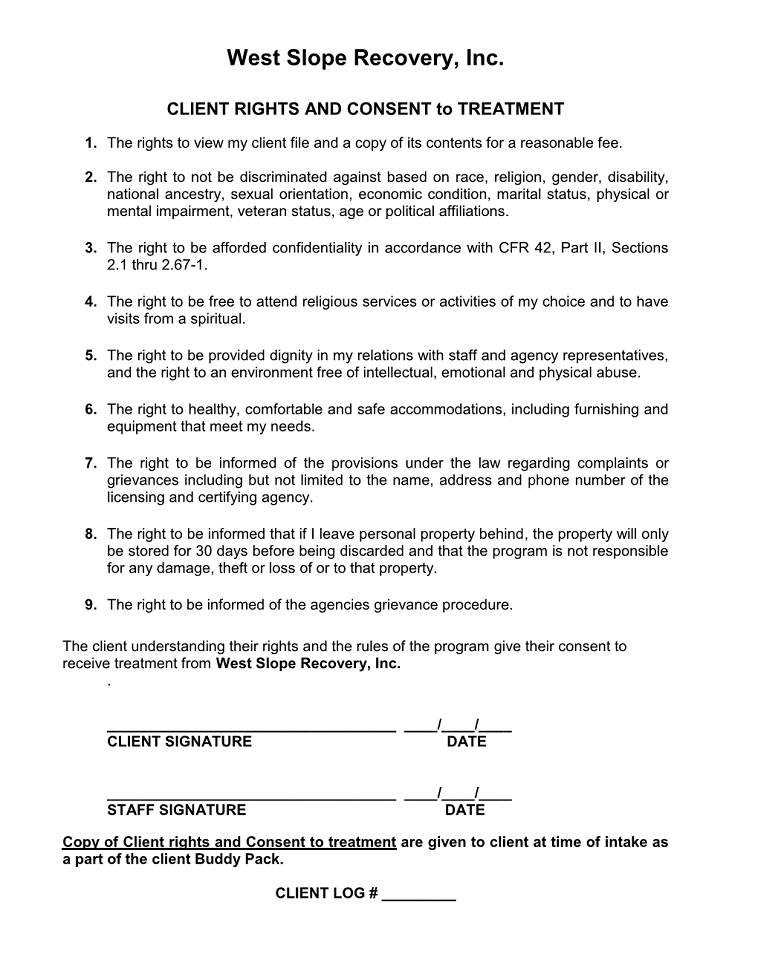 West Slope Recovery, Inc.
CLIENT RIGHTS AND CONSENT to TREATMENT
1. The rights to view my client file and a copy of its contents for a reasonable fee.
2. The right to not be discriminated against based on race, religion, gender, disability,
national ancestry, sexual orientation, economic condition, marital status, physical or
mental impairment, veteran status, age or political affiliations.
3. The right to be afforded confidentiality in accordance with CFR 42, Part II, Sections
2.1 thru 2.67-1.
4. The right to be free to attend religious services or activities of my choice and to have
visits from a spiritual.
5. The right to be provided dignity in my relations with staff and agency representatives,
and the right to an environment free of intellectual, emotional and physical abuse.
6. The right to healthy, comfortable and safe accommodations, including furnishing and
equipment that meet my needs.
7. The right to be informed of the provisions under the law regarding complaints or
grievances including but not limited to the name, address and phone number of the
licensing and certifying agency.
8. The right to be informed that if I leave personal property behind, the property will only
be stored for 30 days before being discarded and that the program is not responsible
for any damage, theft or loss of or to that property.
9. The right to be informed of the agencies grievance procedure.
The client understanding their rights and the rules of the program give their consent to
receive treatment from West Slope Recovery, Inc.
.
___________________________________ ____/____/____
CLIENT SIGNATURE DATE
___________________________________ ____/____/____
STAFF SIGNATURE DATE
Copy of Client rights and Consent to treatment are given to client at time of intake as
a part of the client Buddy Pack.
CLIENT LOG # _________